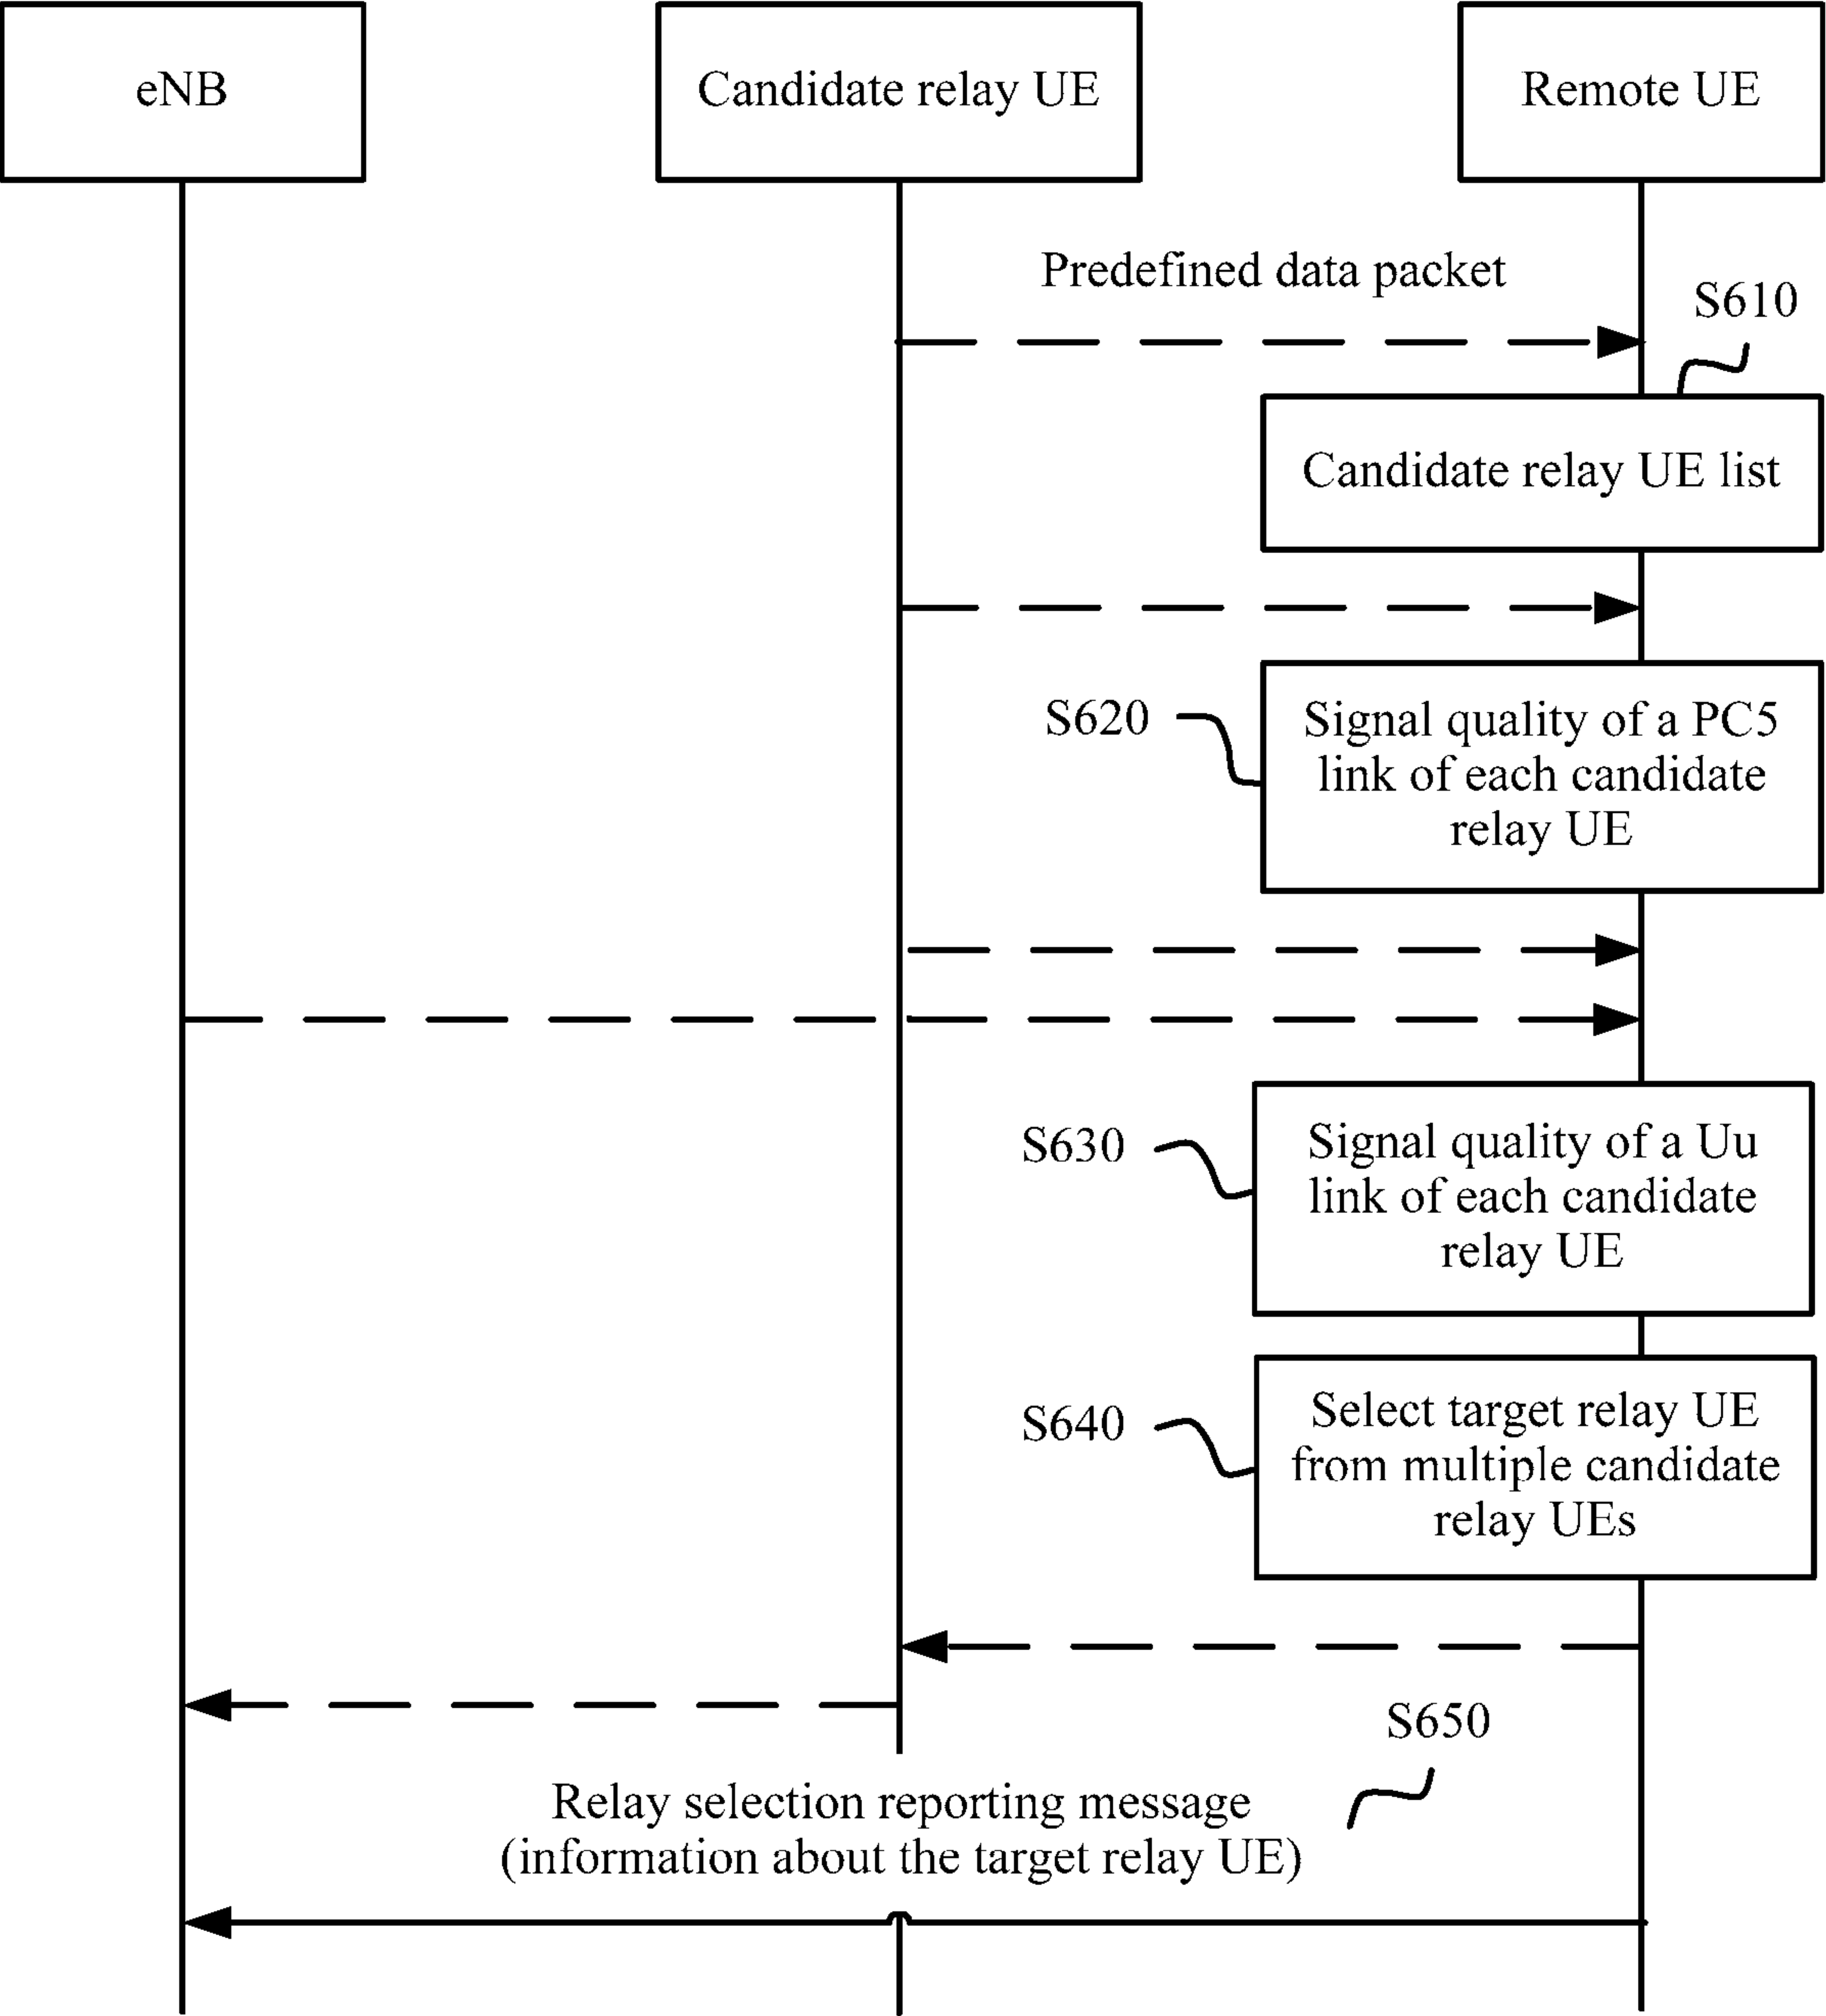 eNB
Candidate relay UE
Remote UE
Predefined data packet
S610
Candidate relay UE list
S620
Signal quality of a PC5
link of each candidate
relay UE
S630
Signal quality of a Uu
link of each candidate
relay UE
S640
Select target relay UE
from multiple candidate
relay UEs
S650
Relay selection reporting message
(information about the target relay UE)